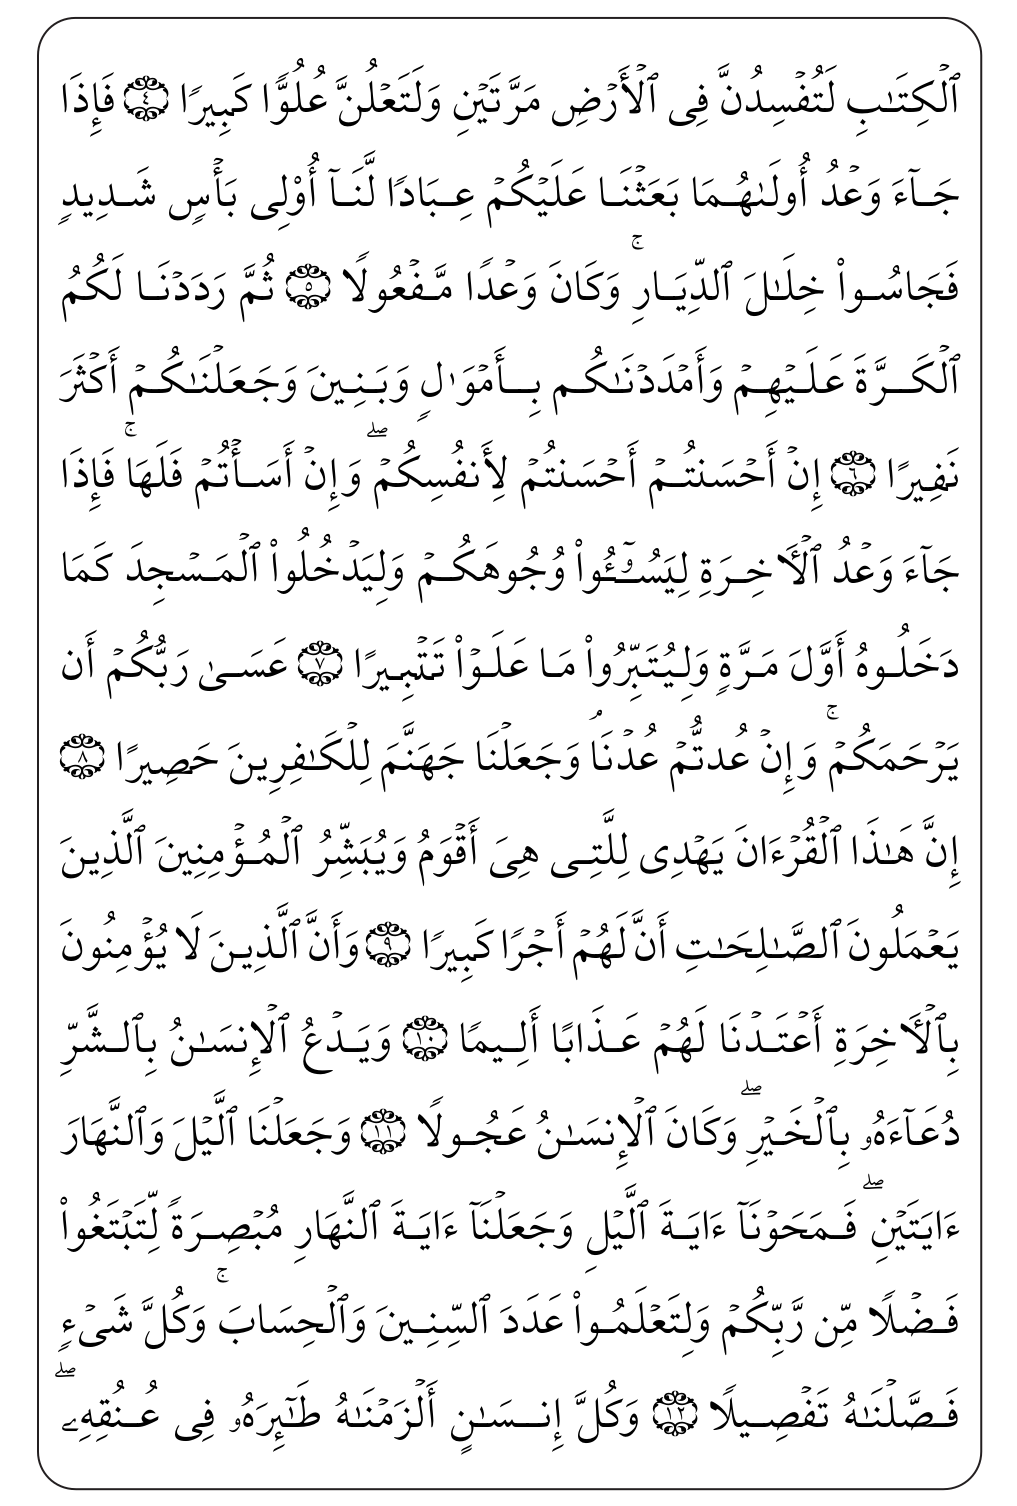 ٱلۡكِتَٰبِ لَتُفۡسِدُنَّ فِي ٱلۡأَرۡضِ مَرَّتَيۡنِ وَلَتَعۡلُنَّ عُلُوّٗا كَبِيرٗا ٤ فَإِذَا
جَآءَ وَعۡدُ أُولَىٰهُمَا بَعَثۡنَا عَلَيۡكُمۡ عِبَادٗا لَّنَآ أُوْلِي بَأۡسٖ شَدِيدٖ
فَجَاسُواْ خِلَٰلَ ٱلدِّيَارِۚ وَكَانَ وَعۡدٗا مَّفۡعُولٗا ٥ ثُمَّ رَدَدۡنَا لَكُمُ
ٱلۡكَرَّةَ عَلَيۡهِمۡ وَأَمۡدَدۡنَٰكُم بِأَمۡوَٰلٖ وَبَنِينَ وَجَعَلۡنَٰكُمۡ أَكۡثَرَ
نَفِيرًا ٦ إِنۡ أَحۡسَنتُمۡ أَحۡسَنتُمۡ لِأَنفُسِكُمۡۖ وَإِنۡ أَسَأۡتُمۡ فَلَهَاۚ فَإِذَا
جَآءَ وَعۡدُ ٱلۡأٓخِرَةِ لِيَسُـُٔواْ وُجُوهَكُمۡ وَلِيَدۡخُلُواْ ٱلۡمَسۡجِدَ كَمَا
دَخَلُوهُ أَوَّلَ مَرَّةٖ وَلِيُتَبِّرُواْ مَا عَلَوۡاْ تَتۡبِيرًا ٧ عَسَىٰ رَبُّكُمۡ أَن
يَرۡحَمَكُمۡۚ وَإِنۡ عُدتُّمۡ عُدۡنَاۘ وَجَعَلۡنَا جَهَنَّمَ لِلۡكَٰفِرِينَ حَصِيرًا ٨
إِنَّ هَٰذَا ٱلۡقُرۡءَانَ يَهۡدِي لِلَّتِي هِيَ أَقۡوَمُ وَيُبَشِّرُ ٱلۡمُؤۡمِنِينَ ٱلَّذِينَ
يَعۡمَلُونَ ٱلصَّٰلِحَٰتِ أَنَّ لَهُمۡ أَجۡرٗا كَبِيرٗا ٩ وَأَنَّ ٱلَّذِينَ لَا يُؤۡمِنُونَ
بِٱلۡأٓخِرَةِ أَعۡتَدۡنَا لَهُمۡ عَذَابًا أَلِيمٗا ١٠ وَيَدۡعُ ٱلۡإِنسَٰنُ بِٱلشَّرِّ
دُعَآءَهُۥ بِٱلۡخَيۡرِۖ وَكَانَ ٱلۡإِنسَٰنُ عَجُولٗا ١١ وَجَعَلۡنَا ٱلَّيۡلَ وَٱلنَّهَارَ
ءَايَتَيۡنِۖ فَمَحَوۡنَآ ءَايَةَ ٱلَّيۡلِ وَجَعَلۡنَآ ءَايَةَ ٱلنَّهَارِ مُبۡصِرَةٗ لِّتَبۡتَغُواْ
فَضۡلٗا مِّن رَّبِّكُمۡ وَلِتَعۡلَمُواْ عَدَدَ ٱلسِّنِينَ وَٱلۡحِسَابَۚ وَكُلَّ شَيۡءٖ
فَصَّلۡنَٰهُ تَفۡصِيلٗا ١٢ وَكُلَّ إِنسَٰنٍ أَلۡزَمۡنَٰهُ طَٰٓئِرَهُۥ فِي عُنُقِهِۦۖ